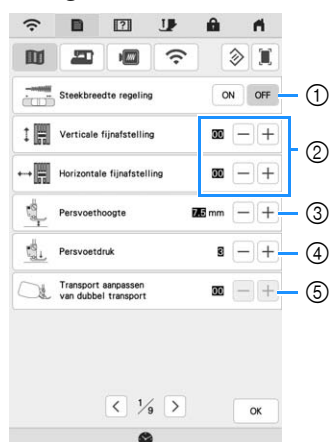 Steekbreedte regeling ON OFF ①
Verticale fijnafstelling 00 − + ②
Horizontale fijnafstelling 00 − +
Persvoethoogte 7.5 mm − + ③
Persvoetdruk 3 − + ④
Transport aanpassen
van dubbel transport 00 − + ⑤
< 1/9 > OK